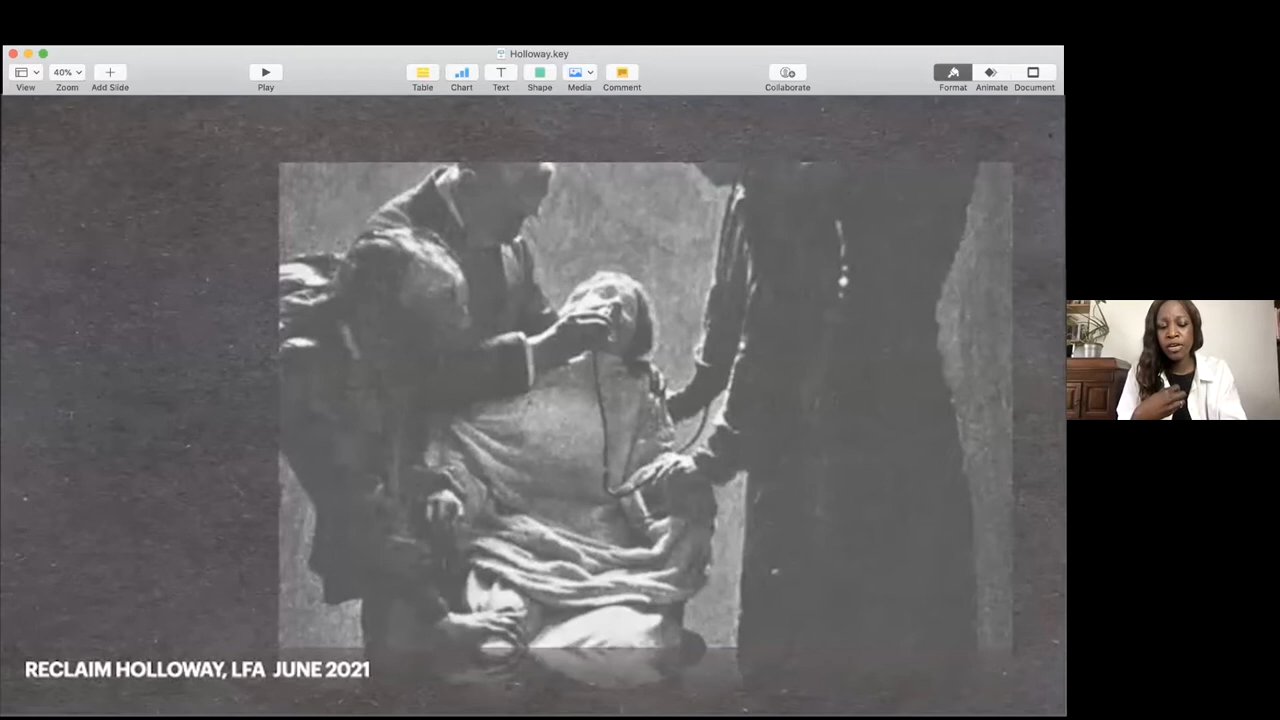 Holloway.key
40%
View
Zoom
Add Slide
Play
Table
Chart
Text
Shape
Media
Comment
Collaborate
Format
Animate
Document
RECLAIM HOLLOWAY, LFA JUNE 2021